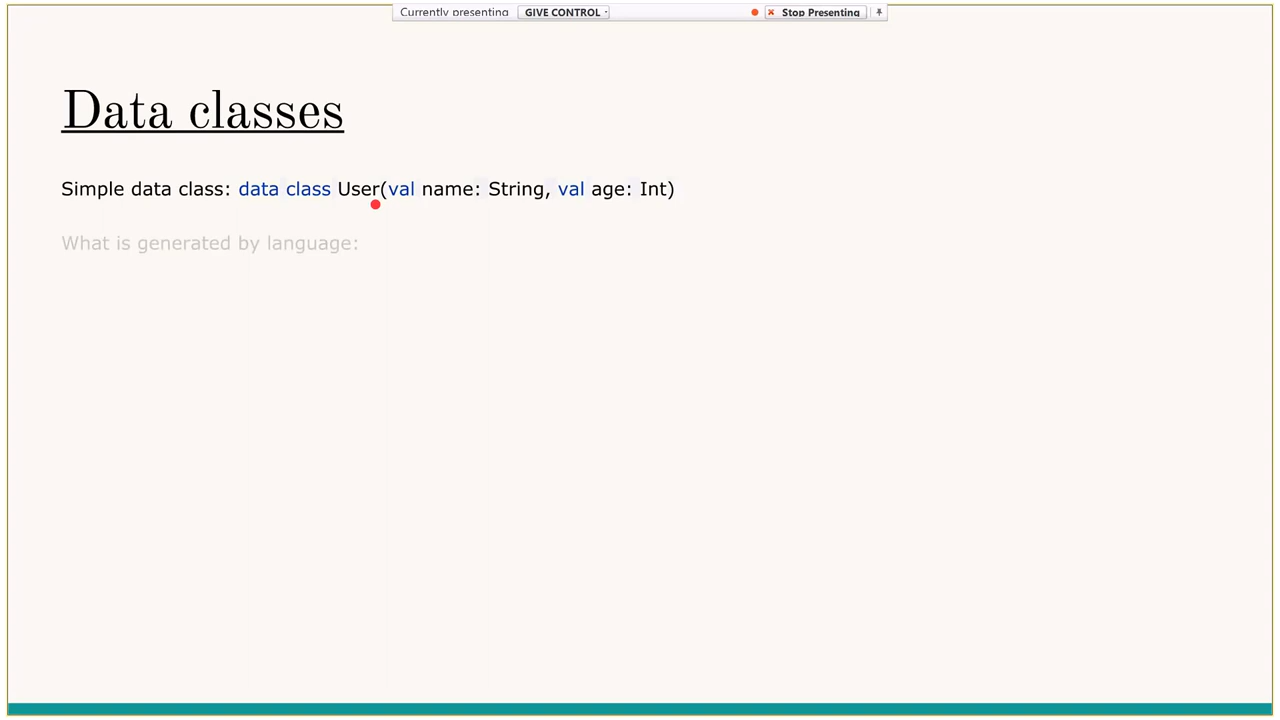 Currently presenting GIVE CONTROL Stop Presenting
Data classes
Simple data class: data class User(val name: String, val age: Int)
What is generated by language: